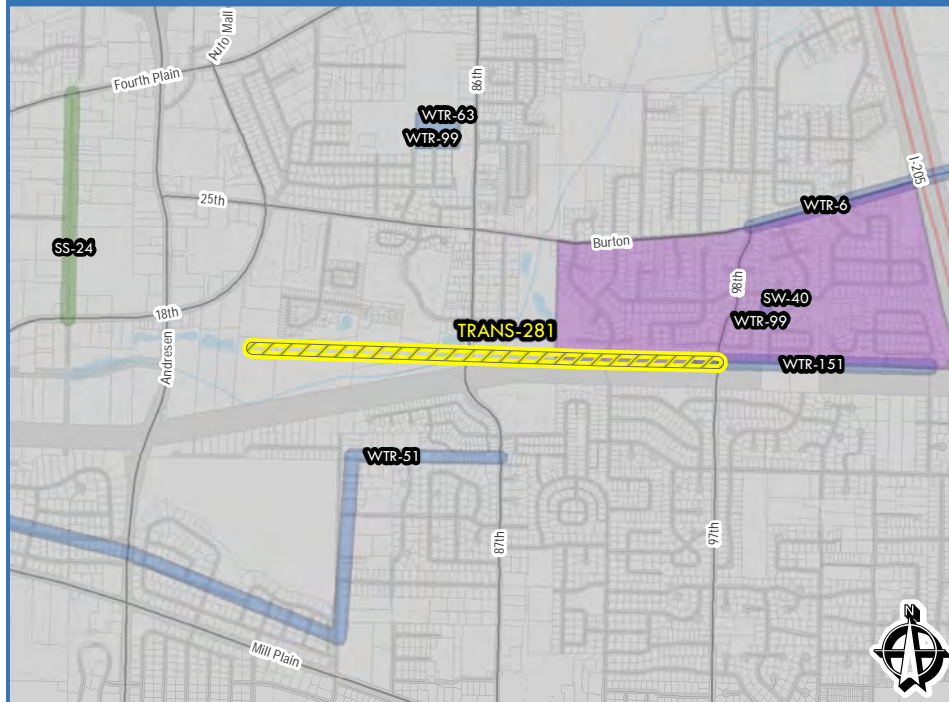 Auto Mall
Fourth Plain
86th
WTR-63
WTR-99
I-205
25th
WTR-6
SS-24
Burton
98th
SW-40
WTR-99
18th
TRANS-281
Andresen
WTR-151
WTR-51
87th
97th
Mill Plain
N